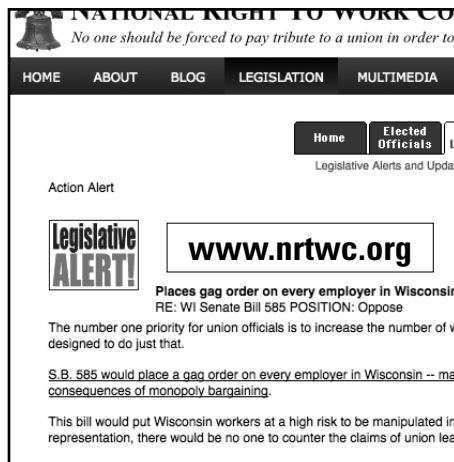 NATIONAL RIGHT TO WORK CO
No one should be forced to pay tribute to a union in order to
HOME ABOUT BLOG LEGISLATION MULTIMEDIA
Home Elected Officials L
Legislative Alerts and Upda
Action Alert
Legislative
ALERT!
www.nrtwc.org
Places gag order on every employer in Wisconsin
RE: WI Senate Bill 585 POSITION: Oppose
The number one priority for union officials is to increase the number of w
designed to do just that.
S.B. 585 would place a gag order on every employer in Wisconsin -- ma
consequences of monopoly bargaining.
This bill would put Wisconsin workers at a high risk to be manipulated in
representation, there would be no one to counter the claims of union lea